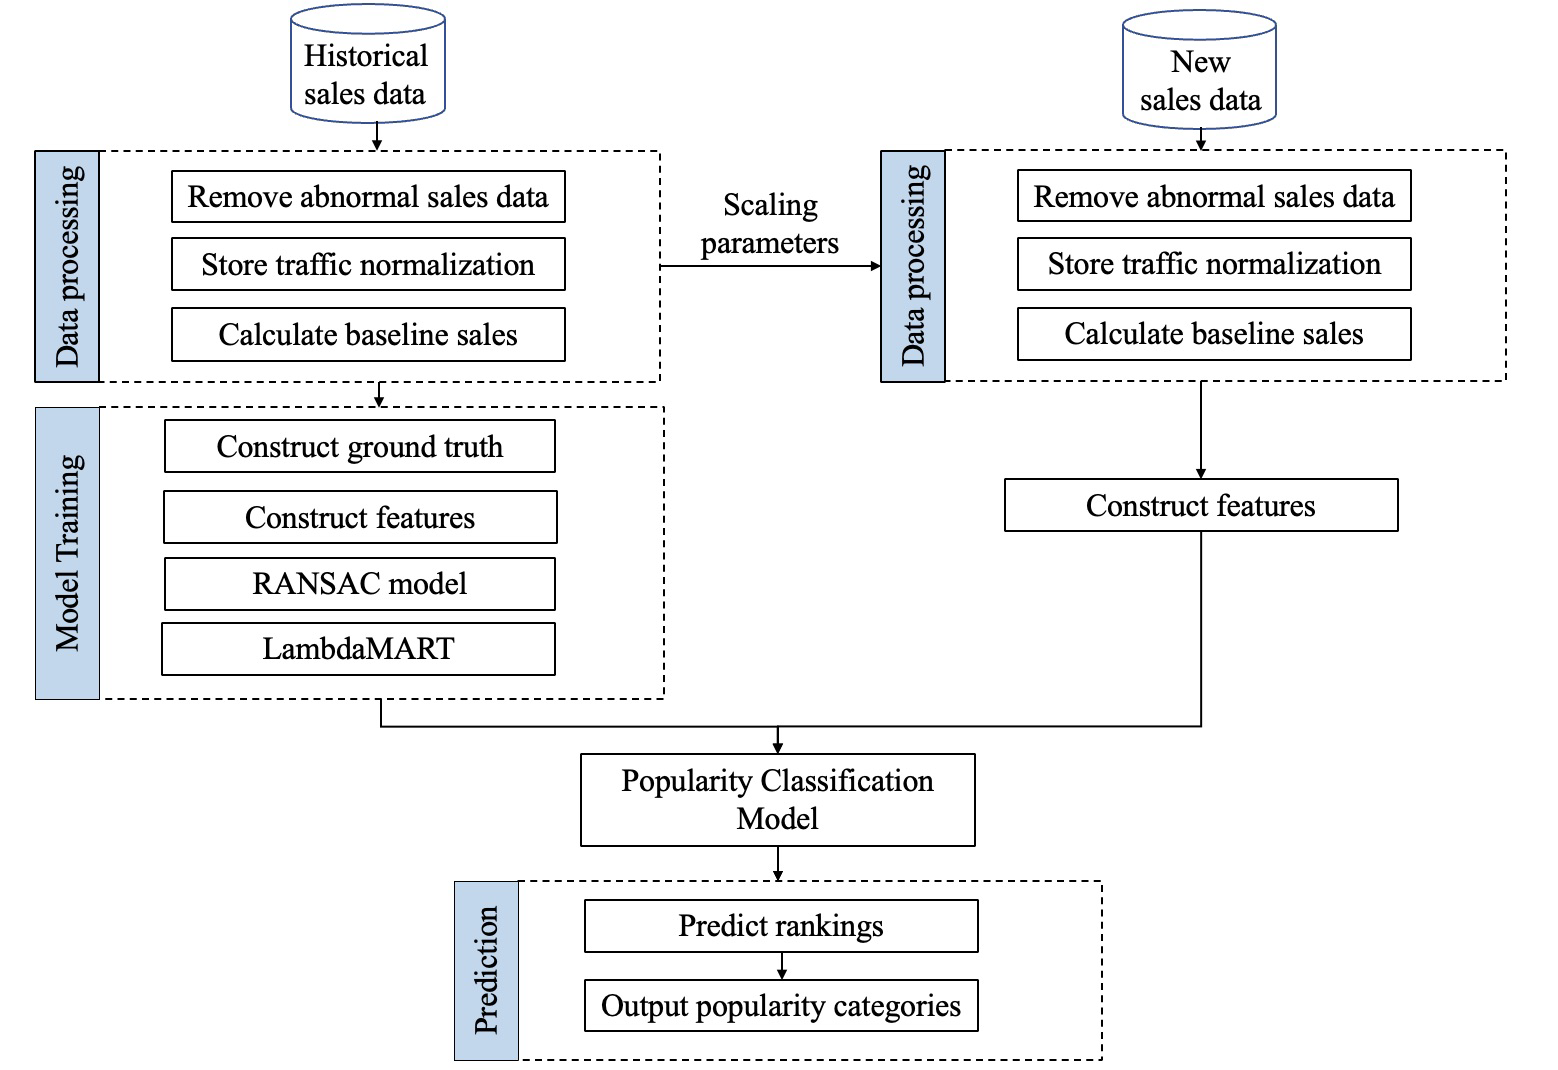 Historical
sales data
New
sales data
Data processing
Remove abnormal sales data
Store traffic normalization
Calculate baseline sales
Scaling
parameters
Data processing
Remove abnormal sales data
Store traffic normalization
Calculate baseline sales
Model Training
Construct ground truth
Construct features
RANSAC model
LambdaMART
Construct features
Popularity Classification
Model
Prediction
Predict rankings
Output popularity categories